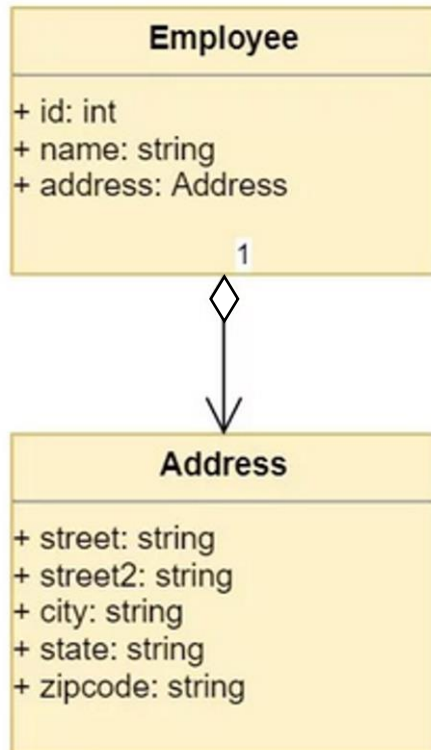 Employee
+ id: int
+ name: string
+ address: Address
1
Address
+ street: string
+ street2: string
+ city: string
+ state: string
+ zipcode: string